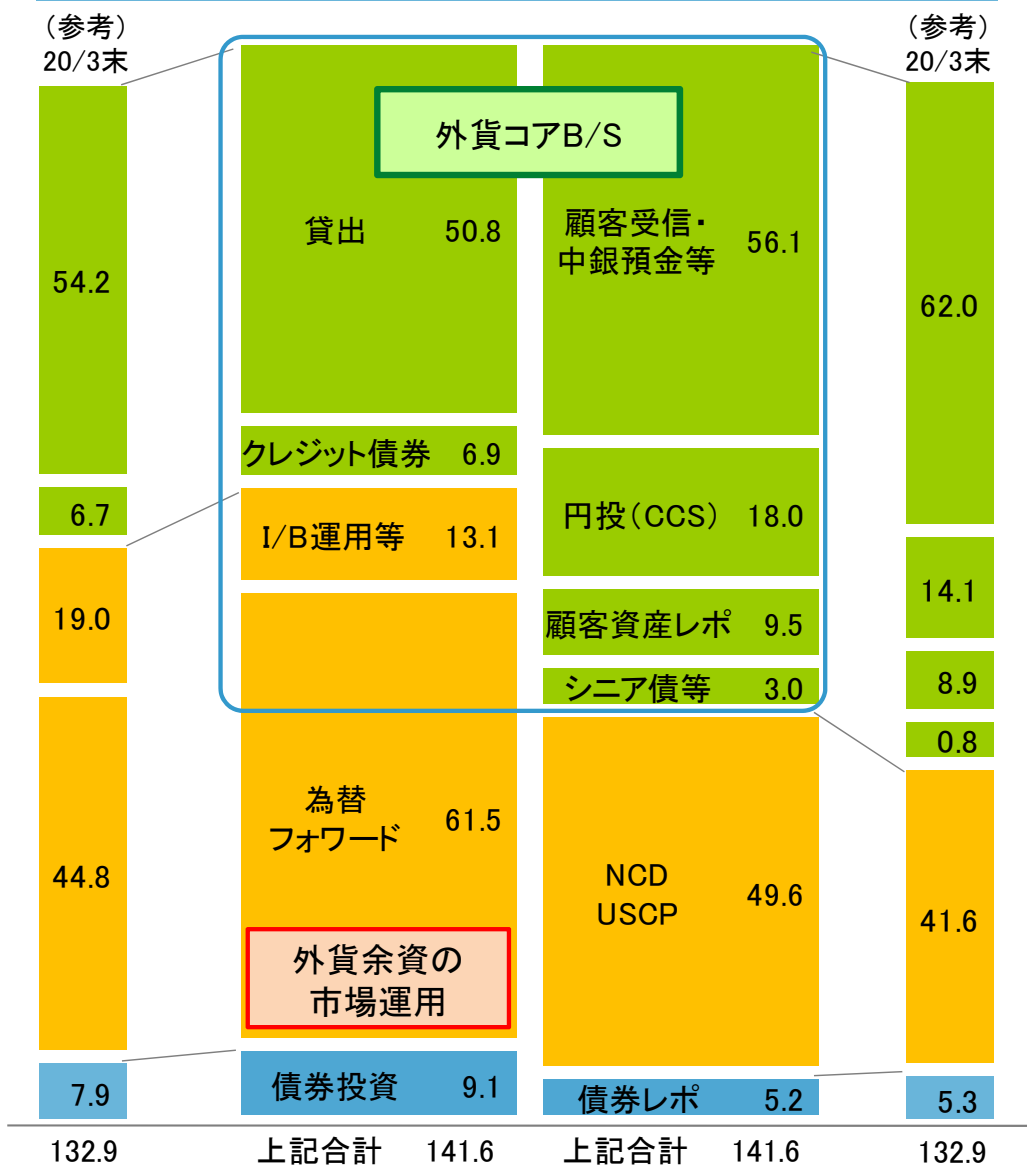 (参考)
20/3末
(参考)
20/3末
外貨コアB/S
貸出 50.8
顧客受信・
中銀預金等 56.1
54.2
62.0
クレジット債券 6.9
6.7
I/B運用等 13.1
円投(CCS) 18.0
14.1
19.0
顧客資産レポ 9.5
シニア債等 3.0
8.9
0.8
為替
フォワード 61.5
44.8
NCD
USCP 49.6
41.6
外貨余資の
市場運用
7.9
債券投資 9.1
債券レポ 5.2
5.3
132.9 上記合計 141.6 上記合計 141.6 132.9